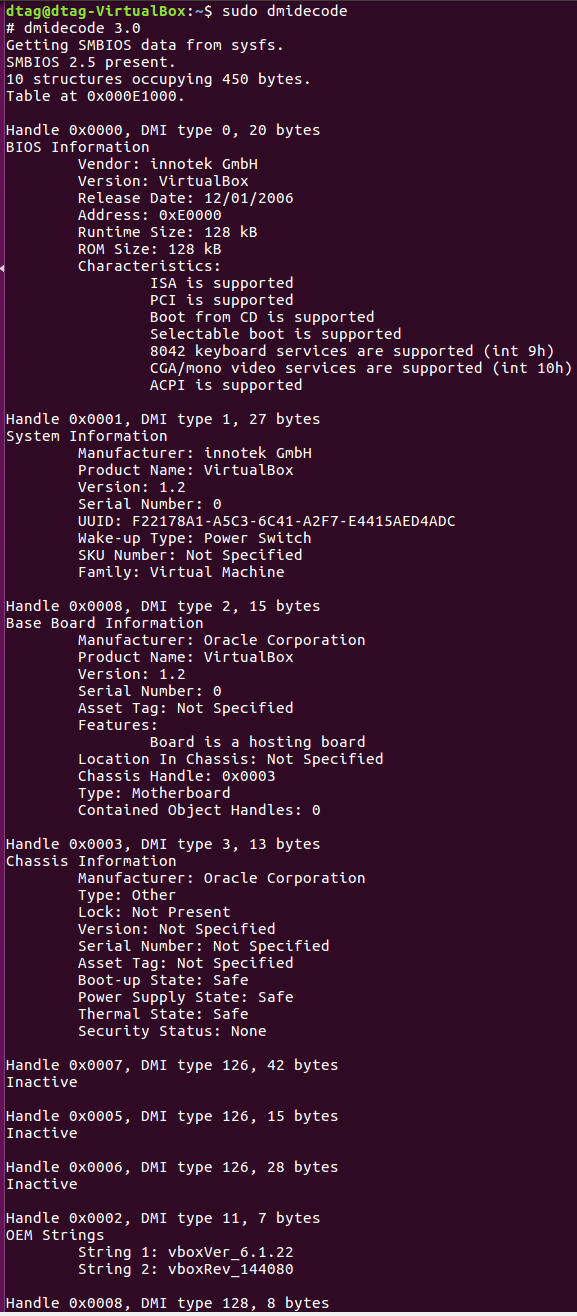 dtag@dtag-VirtualBox:~$ sudo dmidecode
# dmidecode 3.0
Getting SMBIOS data from sysfs.
SMBIOS 2.5 present.
10 structures occupying 450 bytes.
Table at 0x000E1000.

Handle 0x0000, DMI type 0, 20 bytes
BIOS Information
        Vendor: innotek GmbH
        Version: VirtualBox
        Release Date: 12/01/2006
        Address: 0xE0000
        Runtime Size: 128 kB
        ROM Size: 128 kB
        Characteristics:
                ISA is supported
                PCI is supported
                Boot from CD is supported
                Selectable boot is supported
                8042 keyboard services are supported (int 9h)
                CGA/mono video services are supported (int 10h)
                ACPI is supported

Handle 0x0001, DMI type 1, 27 bytes
System Information
        Manufacturer: innotek GmbH
        Product Name: VirtualBox
        Version: 1.2
        Serial Number: 0
        UUID: F22178A1-A5C3-6C41-A2F7-E4415AED4ADC
        Wake-up Type: Power Switch
        SKU Number: Not Specified
        Family: Virtual Machine

Handle 0x0008, DMI type 2, 15 bytes
Base Board Information
        Manufacturer: Oracle Corporation
        Product Name: VirtualBox
        Version: 1.2
        Serial Number: 0
        Asset Tag: Not Specified
        Features:
                Board is a hosting board
        Location In Chassis: Not Specified
        Chassis Handle: 0x0003
        Type: Motherboard
        Contained Object Handles: 0

Handle 0x0003, DMI type 3, 13 bytes
Chassis Information
        Manufacturer: Oracle Corporation
        Type: Other
        Lock: Not Present
        Version: Not Specified
        Serial Number: Not Specified
        Asset Tag: Not Specified
        Boot-up State: Safe
        Power Supply State: Safe
        Thermal State: Safe
        Security Status: None

Handle 0x0007, DMI type 126, 42 bytes
Inactive

Handle 0x0005, DMI type 126, 15 bytes
Inactive

Handle 0x0006, DMI type 126, 28 bytes
Inactive

Handle 0x0002, DMI type 11, 7 bytes
OEM Strings
        String 1: vboxVer_6.1.22
        String 2: vboxRev_144080

Handle 0x0008, DMI type 128, 8 bytes